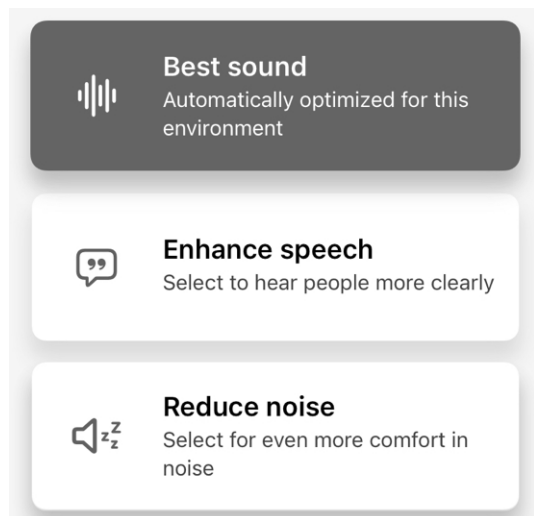 Best sound
Automatically optimized for this
environment
Enhance speech
Select to hear people more clearly
Reduce noise
Select for even more comfort in
noise